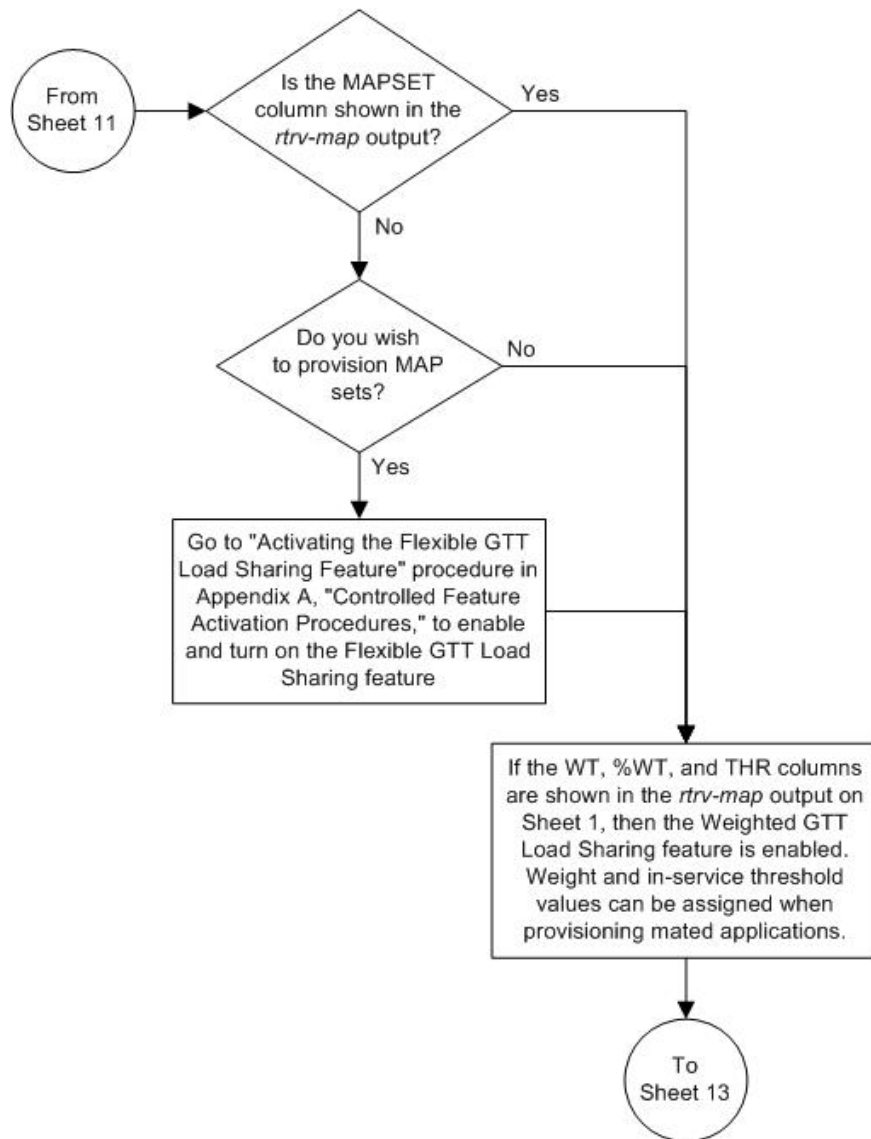 From
Sheet 11
Is the MAPSET
column shown in the
rtrv-map output?
Yes
No
Do you wish
to provision MAP
sets?
No
Yes
Go to "Activating the Flexible GTT
Load Sharing Feature" procedure in
Appendix A, "Controlled Feature
Activation Procedures," to enable
and turn on the Flexible GTT Load
Sharing feature
If the WT, %WT, and THR columns
are shown in the rtrv-map output on
Sheet 1, then the Weighted GTT
Load Sharing feature is enabled.
Weight and in-service threshold
values can be assigned when
provisioning mated applications.
To
Sheet 13